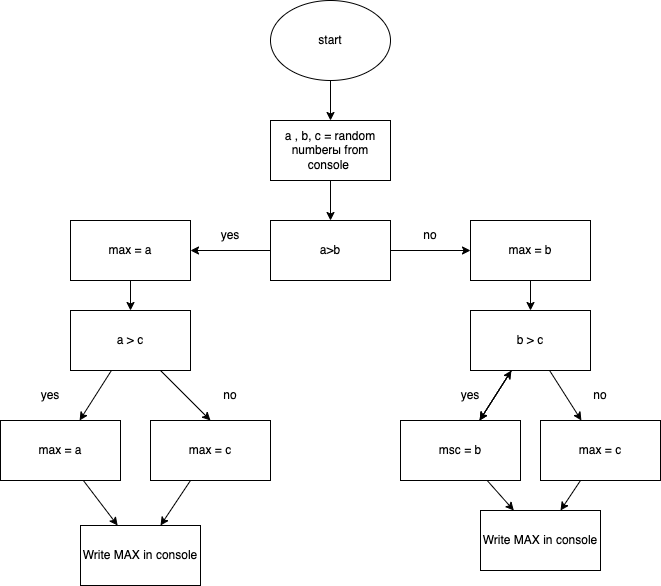 start
a , b, c = random
numberы from
console
yes
no
max = a
a>b
max = b
a > c
b > c
yes
no
yes
no
max = a
max = c
msc = b
max = c
Write MAX in console
Write MAX in console